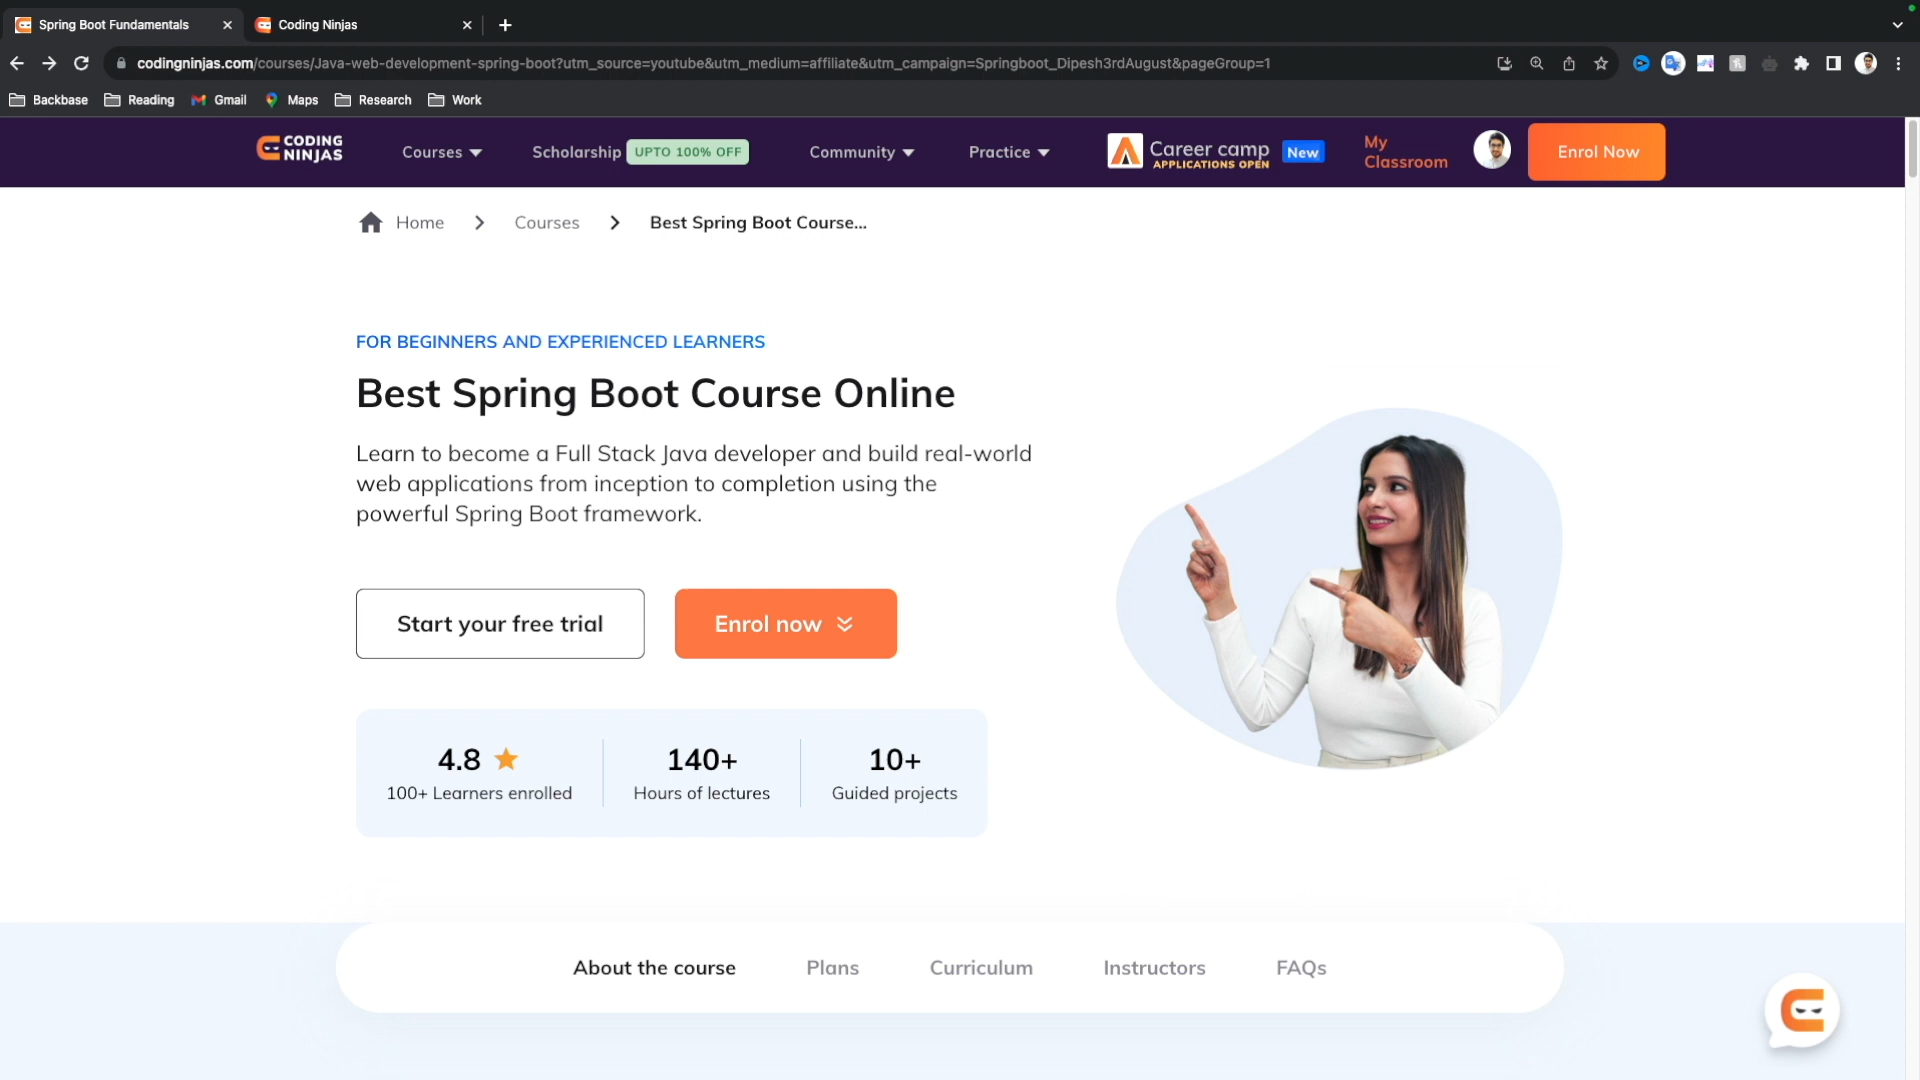 Spring Boot Fundamentals
Coding Ninjas
codingninjas.com/courses/Java-web-development-spring-boot?utm_source=youtube&utm_medium=affiliate&utm_campaign=Springboot_Dipesh3rdAugust&pageGroup=1
Backbase
Reading
Gmail
Maps
Research
Work
CODING
NINJAS
Courses
Scholarship
UPTO 100% OFF
Community
Practice
Career camp
APPLICATIONS OPEN
New
My
Classroom
Enrol Now
Home
Courses
Best Spring Boot Course...
FOR BEGINNERS AND EXPERIENCED LEARNERS
Best Spring Boot Course Online
Learn to become a Full Stack Java developer and build real-world
web applications from inception to completion using the
powerful Spring Boot framework.
Start your free trial
Enrol now
4.8
100+ Learners enrolled
140+
Hours of lectures
10+
Guided projects
About the course
Plans
Curriculum
Instructors
FAQs